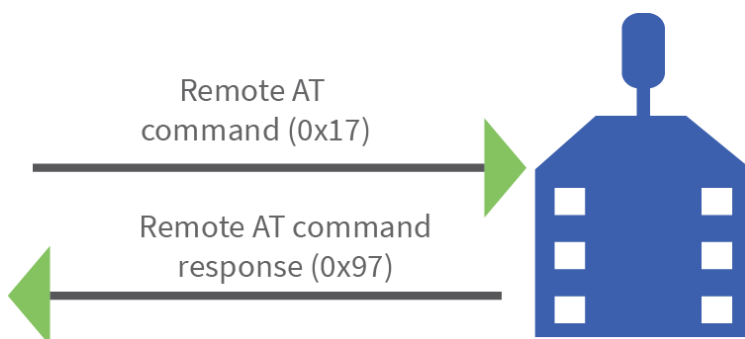 Remote AT
command (0x17)
Remote AT command
response (0x97)